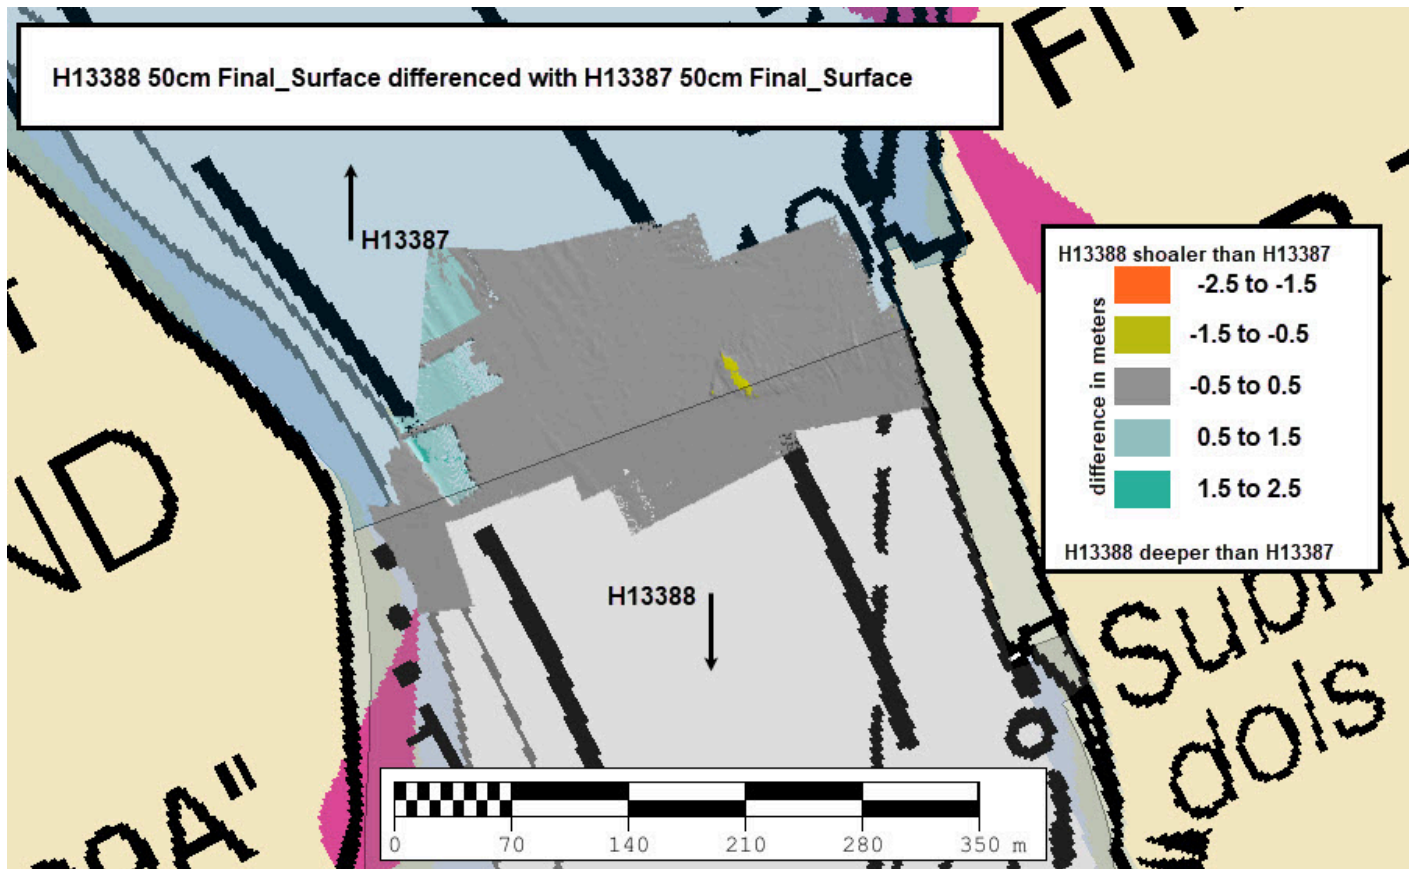 H13388 50cm Final_Surface differenced with H13387 50cm Final_Surface
H13387
H13388 shoaler than H13387
difference in meters
-2.5 to -1.5
-1.5 to -0.5
-0.5 to 0.5
0.5 to 1.5
1.5 to 2.5
H13388 deeper than H13387
ND
H13388
dols
0 70 140 210 280 350 m